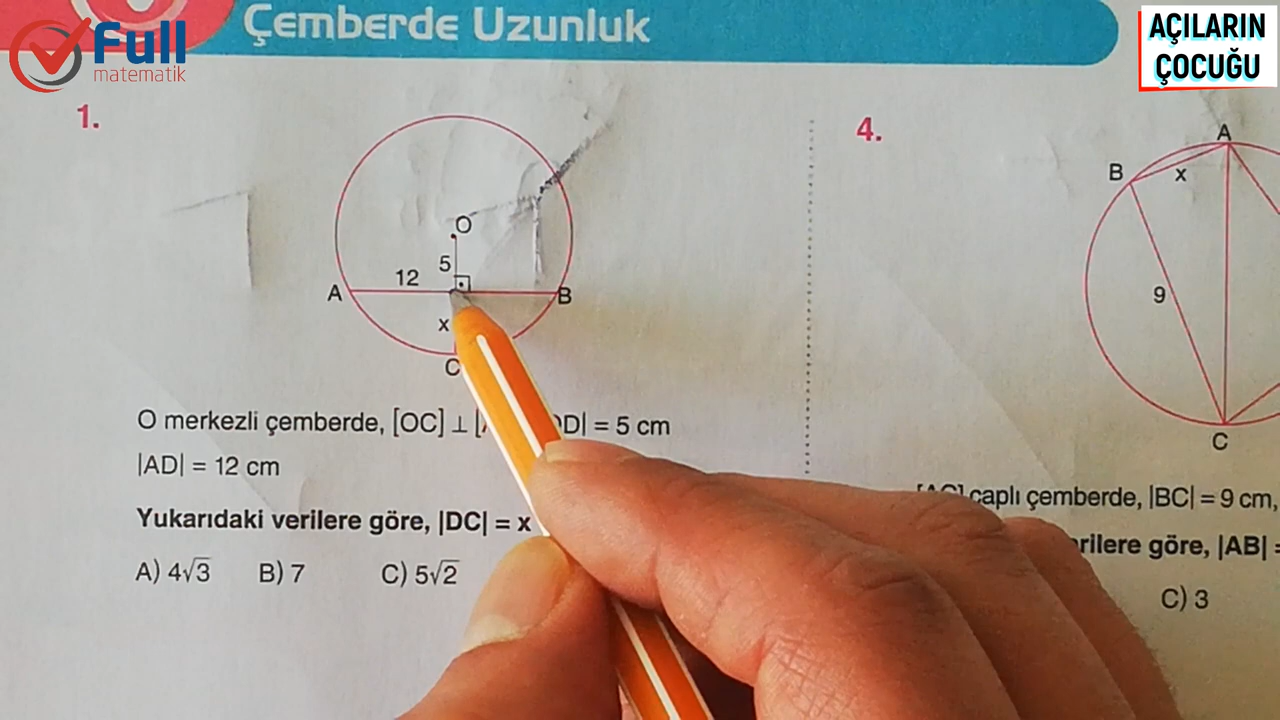 Çemberde Uzunluk
Full
matematik
AÇILARIN
ÇOCUĞU
1.
O
5
12
A
B
x
C
O merkezli çemberde, [OC] ⊥ [ D| = 5 cm
|AD| = 12 cm
Yukarıdaki verilere göre, |DC| = x
A) 4√3 B) 7 C) 5√2
4.
A
B
x
9
C
[AC] çaplı çemberde, |BC| = 9 cm,
rilere göre, |AB| =
C) 3